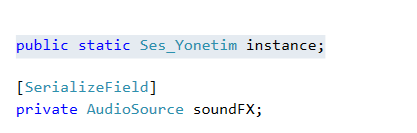 public static Ses_Yonetim instance;
[SerializeField]
private AudioSource soundFX;